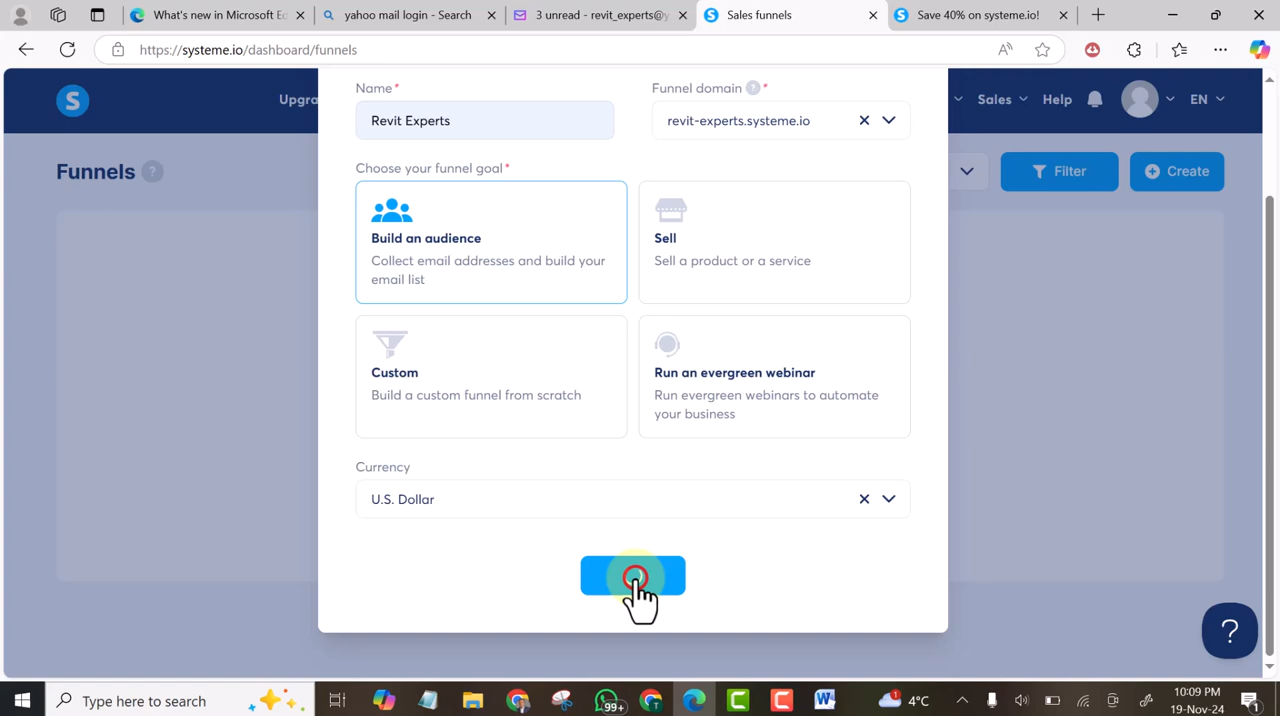 What's new in Microsoft Ed
yahoo mail login - Search
3 unread - revit_experts@y
Sales funnels
Save 40% on systeme.io!
https://systeme.io/dashboard/funnels
S
Upgra
Sales
Help
EN
Name*
Funnel domain ? *
Revit Experts
revit-experts.systeme.io
Funnels ?
Filter
Create
Choose your funnel goal*
Build an audience
Collect email addresses and build your
email list
Sell
Sell a product or a service
Custom
Build a custom funnel from scratch
Run an evergreen webinar
Run evergreen webinars to automate
your business
Currency
U.S. Dollar
?
Type here to search
99+
W
1
4°C
10:09 PM
19-Nov-24
1